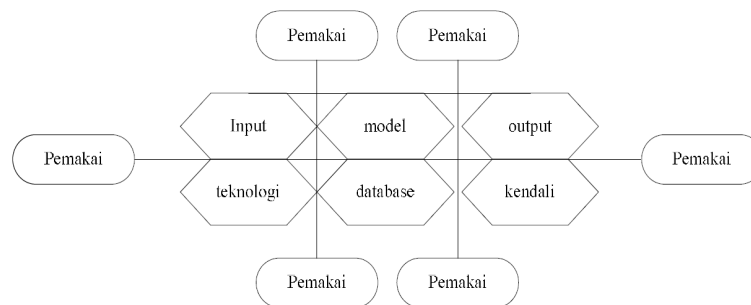 Pemakai Pemakai
Input model output
Pemakai Pemakai
teknologi database kendali
Pemakai Pemakai